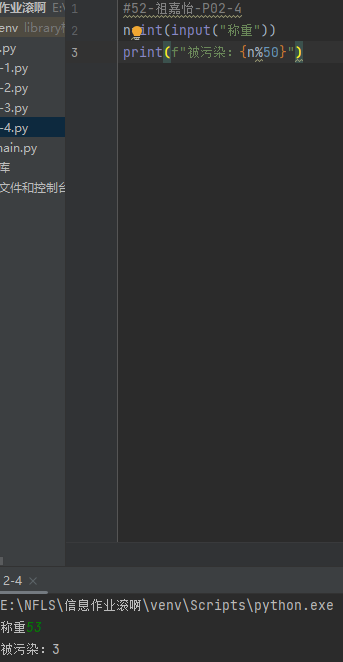 作业滚啊 E:\
venv library
.py
-1.py
-2.py
-3.py
-4.py
main.py
库
文件和控制台
1 #52-祖嘉怡-P02-4
2 n=int(input("称重"))
3 print(f"被污染: {n%50}")
2-4 ×
E:\NFLS\信息作业滚啊\venv\Scripts\python.exe
称重53
被污染: 3